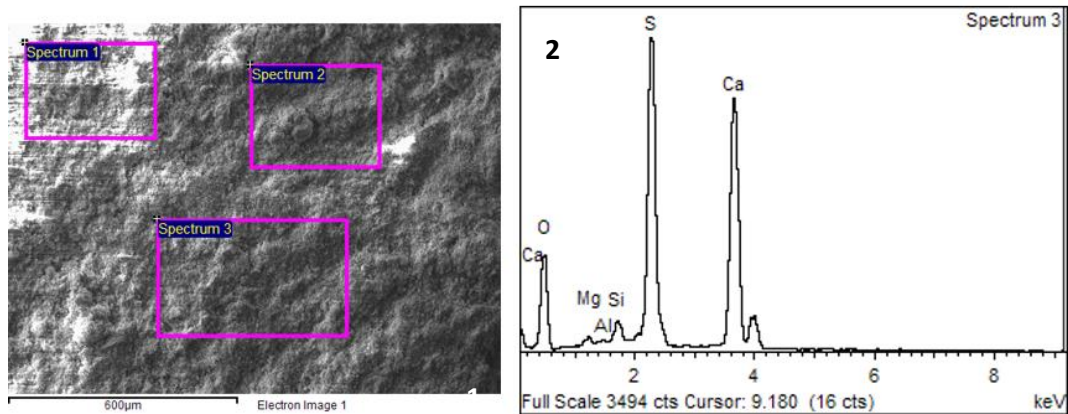 Spectrum 1
Spectrum 2
Spectrum 3
1
600µm
Electron Image 1
2
Spectrum 3
S
Ca
O
Ca
Mg
Si
Al
2
4
6
8
Full Scale 3494 cts Cursor: 9.180 (16 cts)
keV